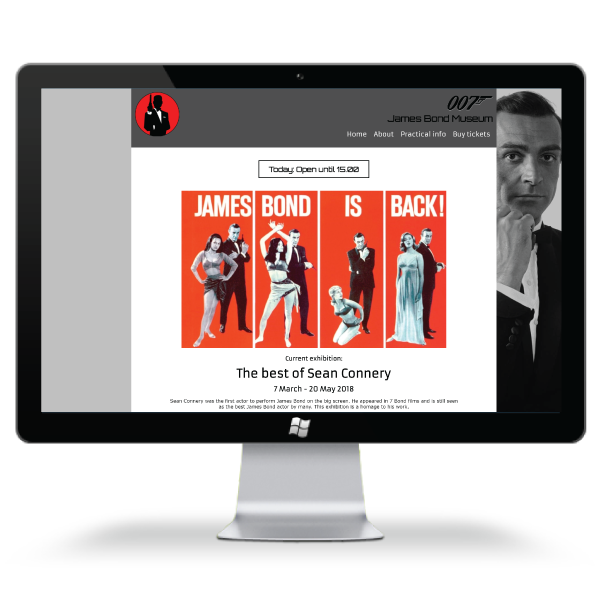 007
James Bond Museum
Home About Practical info Buy tickets
Today: Open until 15.00
JAMES BOND IS BACK!
Current exhibition:
The best of Sean Connery
7 March - 20 May 2018
Sean Connery was the first actor to perform James Bond on the big screen. He appeared in 7 Bond films and is still seen
as the best James Bond actor by many. This exhibition is a homage to his work.